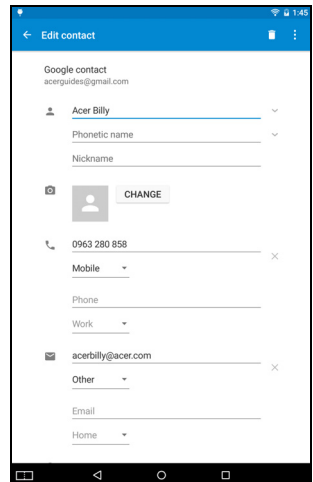 1:45
Edit contact
Google contact
acerguides@gmail.com
Acer Billy
Phonetic name
Nickname
CHANGE
0963 280 858
Mobile
Phone
Work
acerbilly@acer.com
Other
Email
Home